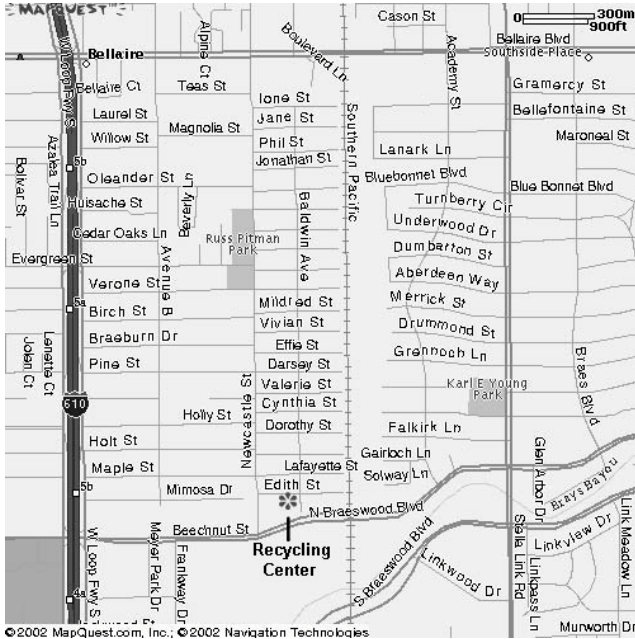 MAPQUEST
Cason St
0 300m
900ft
Bellaire Blvd
Southside Place
Bellaire
Alpine Ct
Boulevard Ln
Academy St
W Loop Fwy S
Bellaire Ct
Teas St
Gramercy St
Ione St
Laurel St
Jane St
Bellefontaine St
Magnolia St
Southern Pacific
Willow St
Phil St
Maroneal St
Azalea Trail Ln
Lanark Ln
Jonathan St
5b
Bolivar St
Oleander St
Bluebonnet Blvd
Blue Bonnet Blvd
Beverly Ln
Baldwin Ave
Huisache St
Turnberry Cir
Underwood Dr
Cedar Oaks Ln
Russ Pitman
Park
Dumbarton St
Evergreen St
Avenue B
Aberdeen Way
Verone St
Mildred St
Merrick St
5a
Birch St
Vivian St
Drummond St
Braeburn Dr
Effie St
Lenette Ct
Jolen Ct
Grennoch Ln
Braes Blvd
Pine St
Darsey St
Valerie St
Karl E Young
Park
610
Newcastle St
Cynthia St
Holly St
Dorothy St
Falkirk Ln
Holt St
Gairloch Ln
Glen Arbor Dr
Maple St
Lafayette St
Solway Ln
Brays Bayou
5b
Mimosa Dr
Edith St
N Braeswood Blvd
Link Meadow Ln
Beechnut St
Recycling
Center
S Braeswood Blvd
Stella Link Rd
Linkview Dr
W Loop Fwy S
Meyer Park Dr
Frankway Dr
Linkwood Dr
Linkpass Ln
4a
Murworth Dr
©2002 MapQuest.com, Inc.; ©2002 Navigation Technologies